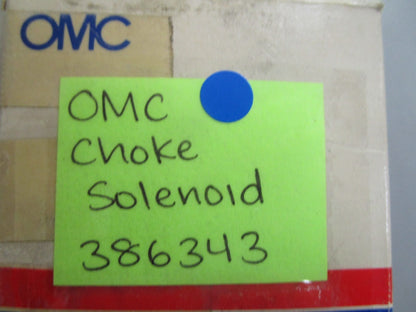 OMC
OMC
Choke
Solenoid
386343